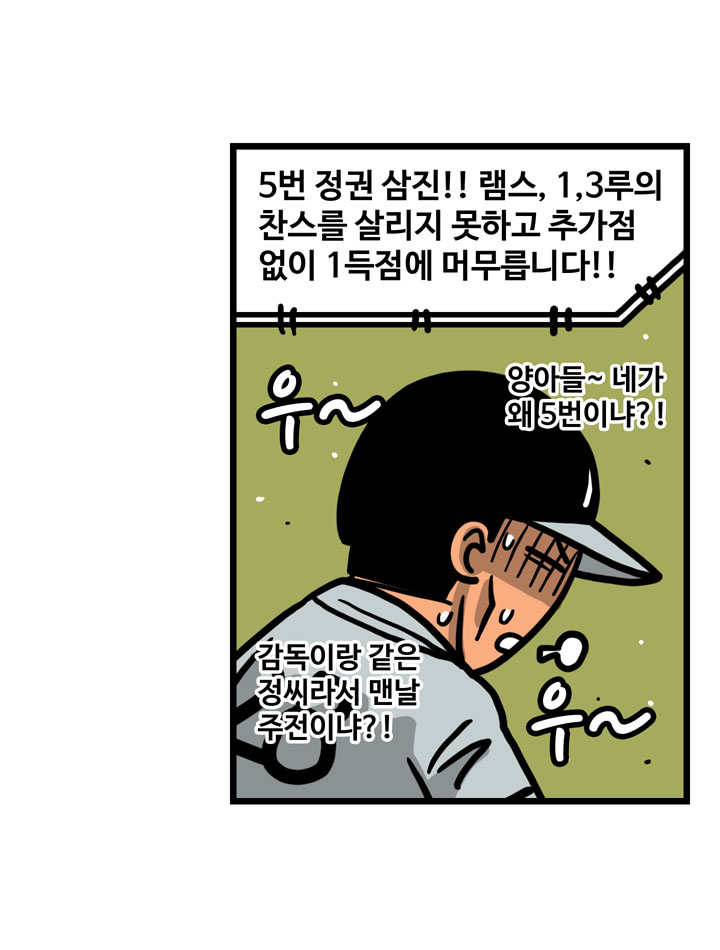 5번 정권 삼진!! 램스, 1,3루의
찬스를 살리지 못하고 추가점
없이 1득점에 머무릅니다!!
우~
양아들~ 네가
왜 5번이냐?!
감독이랑 같은
정씨라서 맨날
주전이냐?!
우~